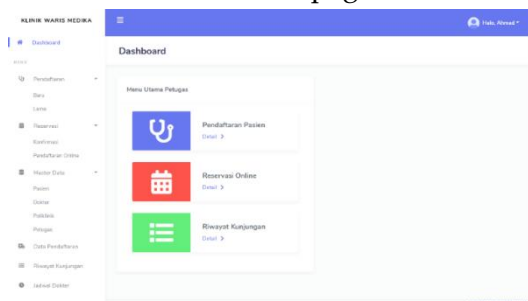 KLINIK WARIS MEDIKA
Halo, Ahmad
Dashboard
Dashboard
Pendaftaran
Baru
Lama
Reservasi
Konfirmasi
Pendaftaran Online
Master Data
Pasien
Dokter
Poliklinik
Petugas
Data Pendaftaran
Riwayat Kunjungan
Jadwal Dokter
Menu Utama Petugas
Pendaftaran Pasien
Detail >
Reservasi Online
Detail >
Riwayat Kunjungan
Detail >